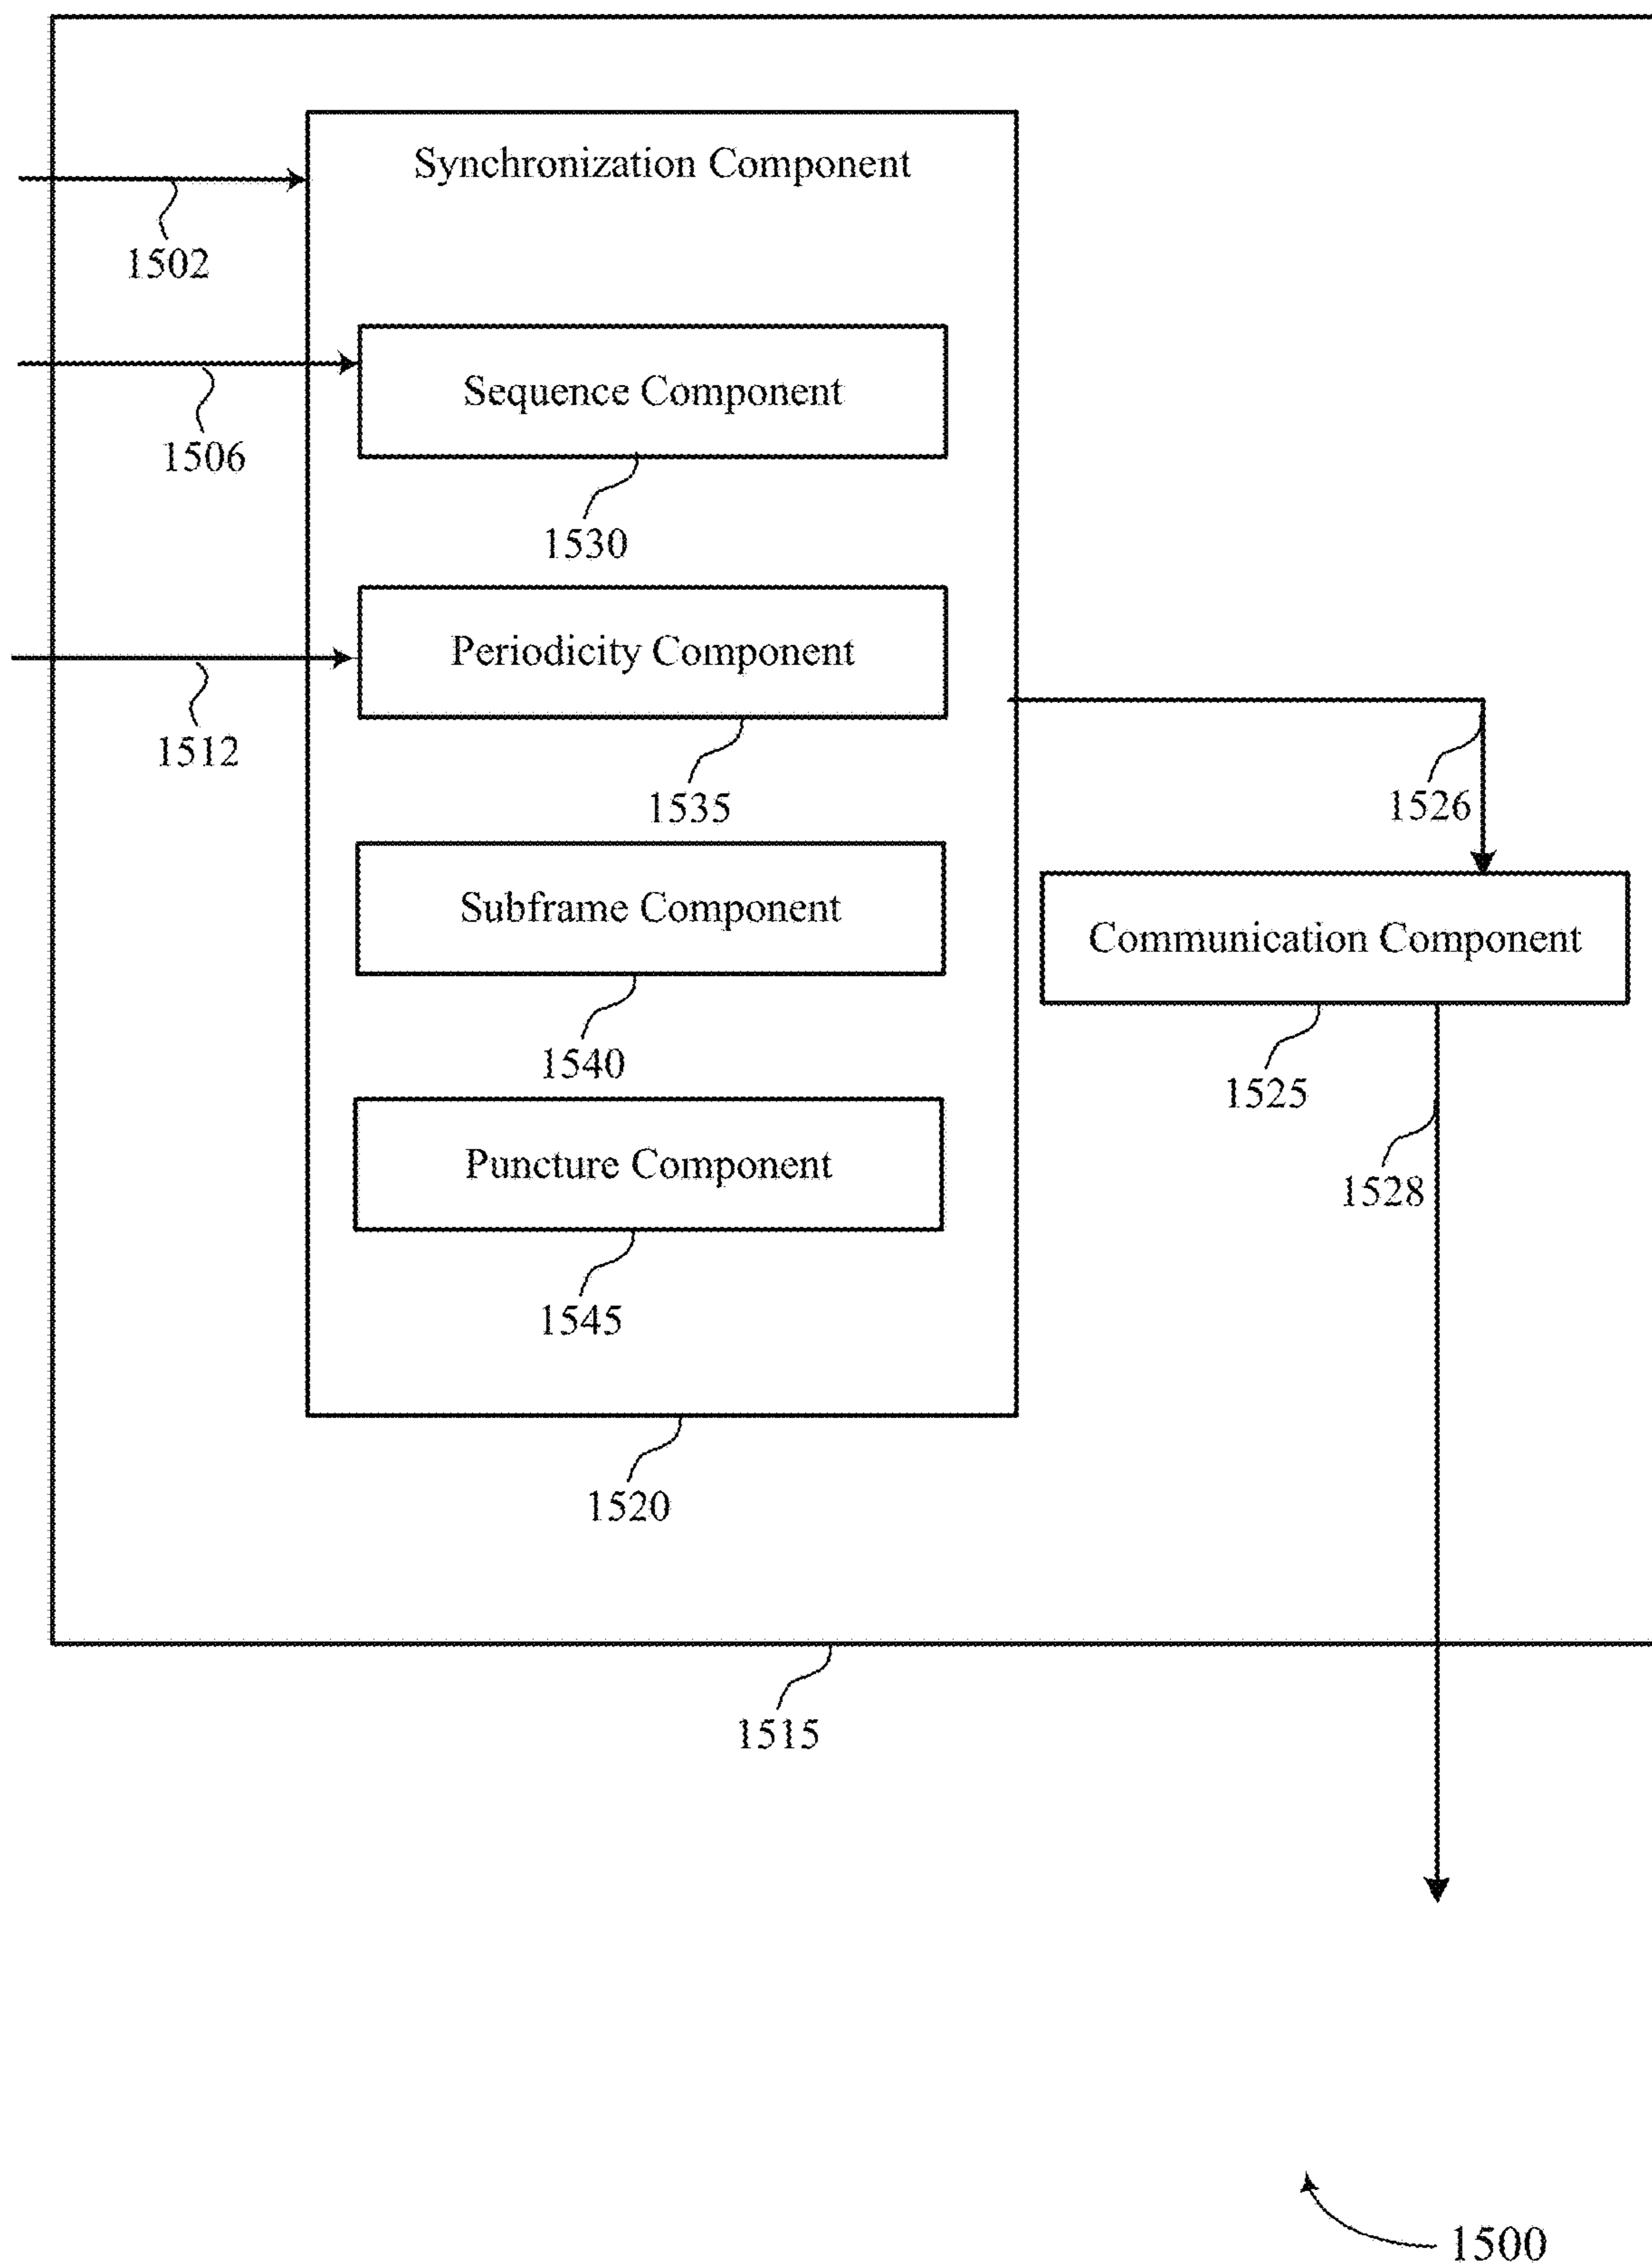 Synchronization Component
1502
Sequence Component
1506
1530
Periodicity Component
1512
1535
1526
Subframe Component
Communication Component
1540
1525
Puncture Component
1528
1545
1520
1515
1500